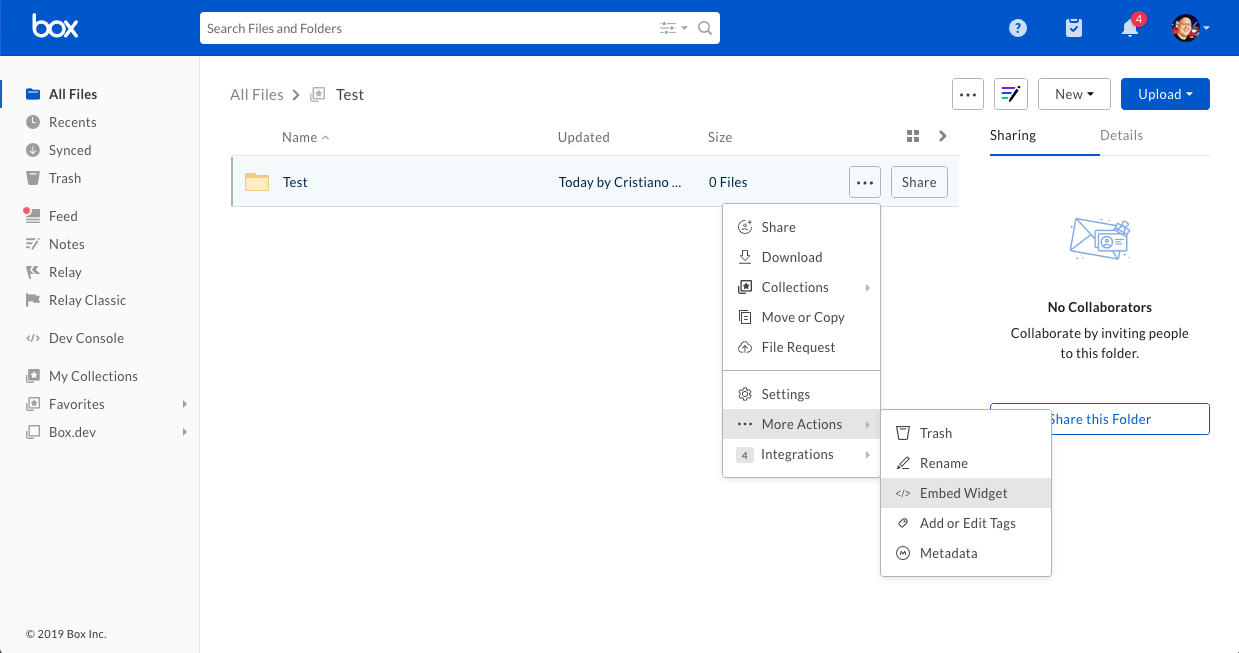 box
Search Files and Folders
?
4
All Files
Recents
Synced
Trash
Feed
Notes
Relay
Relay Classic
Dev Console
My Collections
Favorites
Box.dev
© 2019 Box Inc.
All Files > Test
New
Upload
Name
Updated
Size
Sharing
Details
Test
Today by Cristiano ...
0 Files
Share
Share
Download
Collections
Move or Copy
File Request
Settings
More Actions
4 Integrations
Trash
Rename
</> Embed Widget
Add or Edit Tags
Metadata
No Collaborators
Collaborate by inviting people
to this folder.
Share this Folder